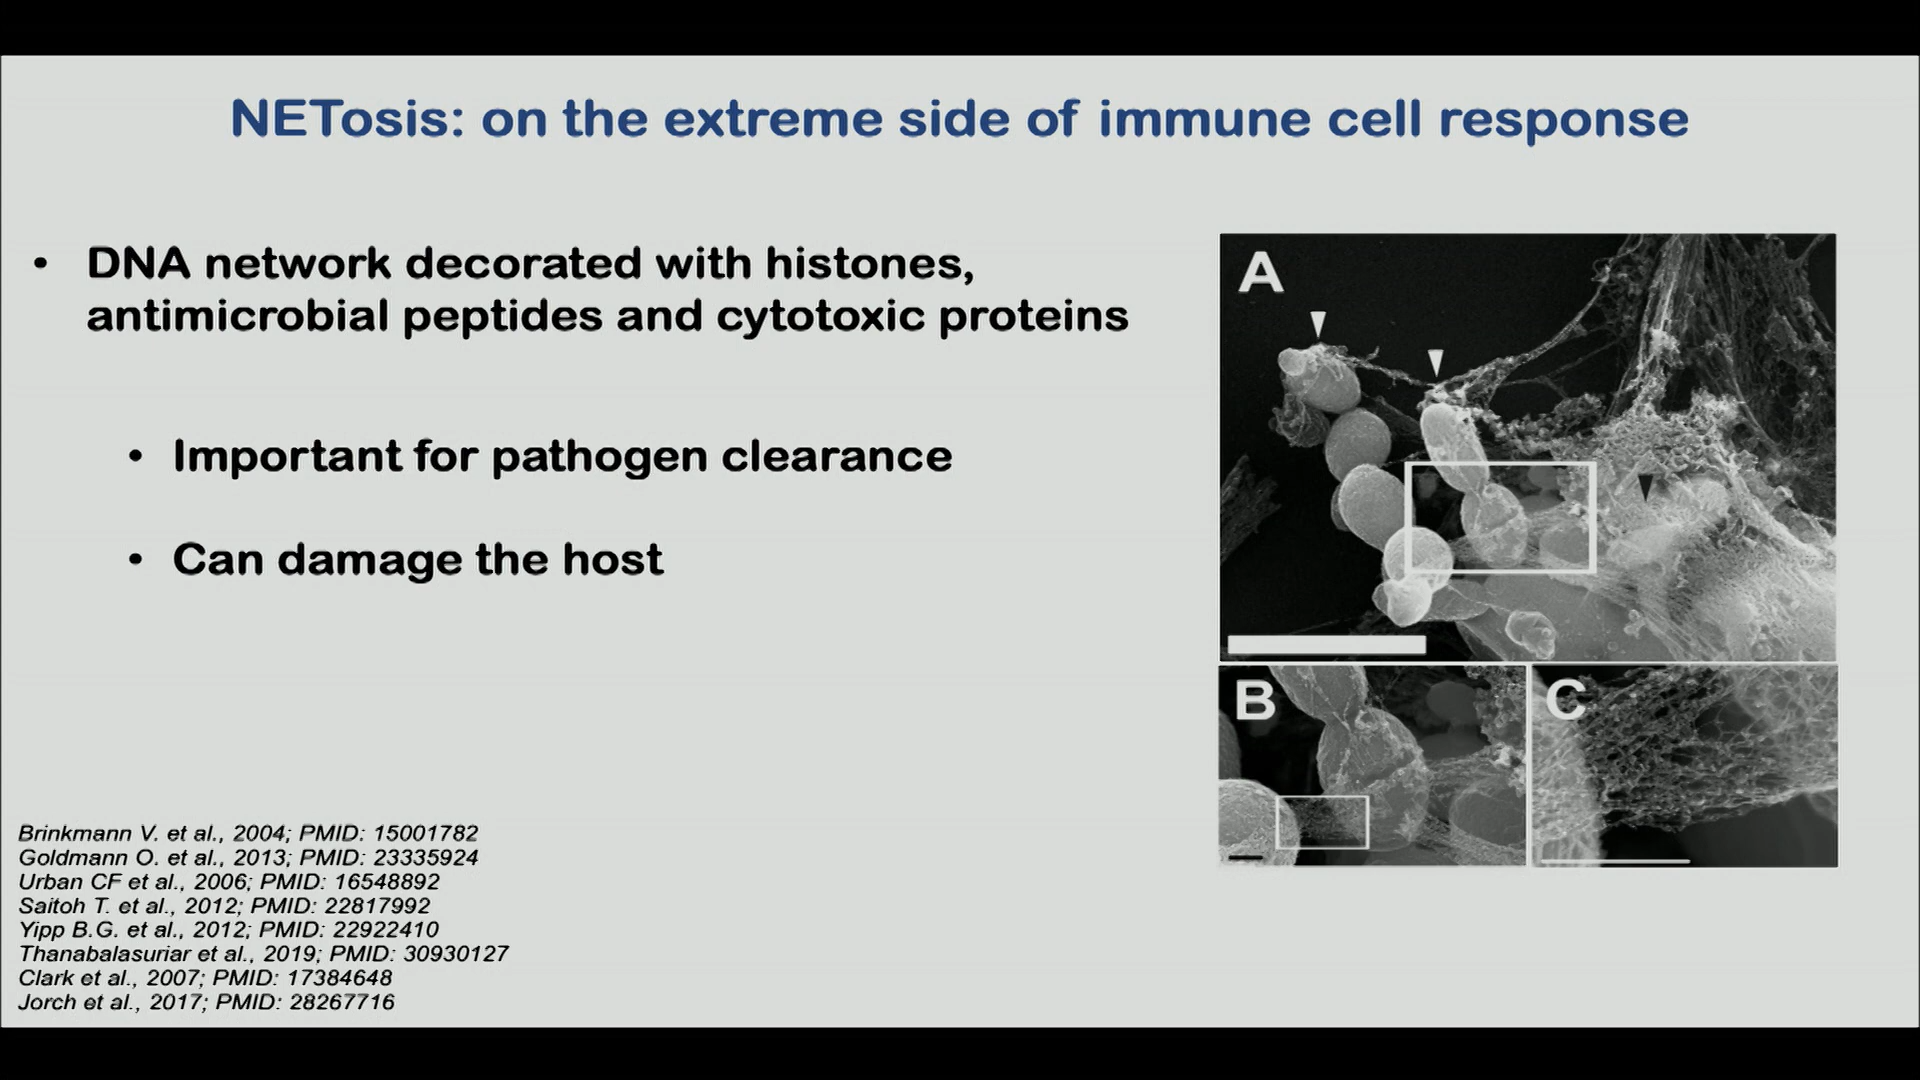 NETosis: on the extreme side of immune cell response
• DNA network decorated with histones,
antimicrobial peptides and cytotoxic proteins
• Important for pathogen clearance
• Can damage the host
A
B
C
Brinkmann V. et al., 2004; PMID: 15001782
Goldmann O. et al., 2013; PMID: 23335924
Urban CF et al., 2006; PMID: 16548892
Saitoh T. et al., 2012; PMID: 22817992
Yipp B.G. et al., 2012; PMID: 22922410
Thanabalasuriar et al., 2019; PMID: 30930127
Clark et al., 2007; PMID: 17384648
Jorch et al., 2017; PMID: 28267716